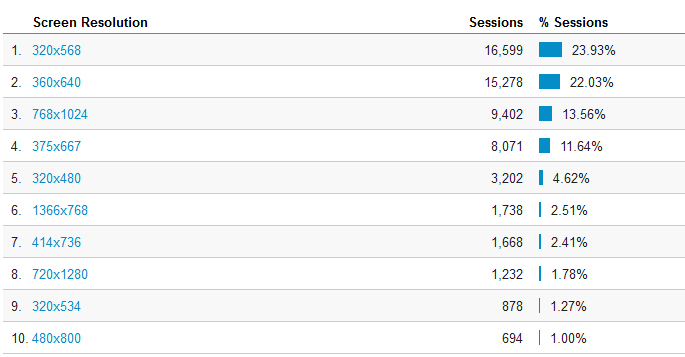 Screen Resolution Sessions % Sessions
1. 320x568 16,599 23.93%
2. 360x640 15,278 22.03%
3. 768x1024 9,402 13.56%
4. 375x667 8,071 11.64%
5. 320x480 3,202 4.62%
6. 1366x768 1,738 2.51%
7. 414x736 1,668 2.41%
8. 720x1280 1,232 1.78%
9. 320x534 878 1.27%
10. 480x800 694 1.00%